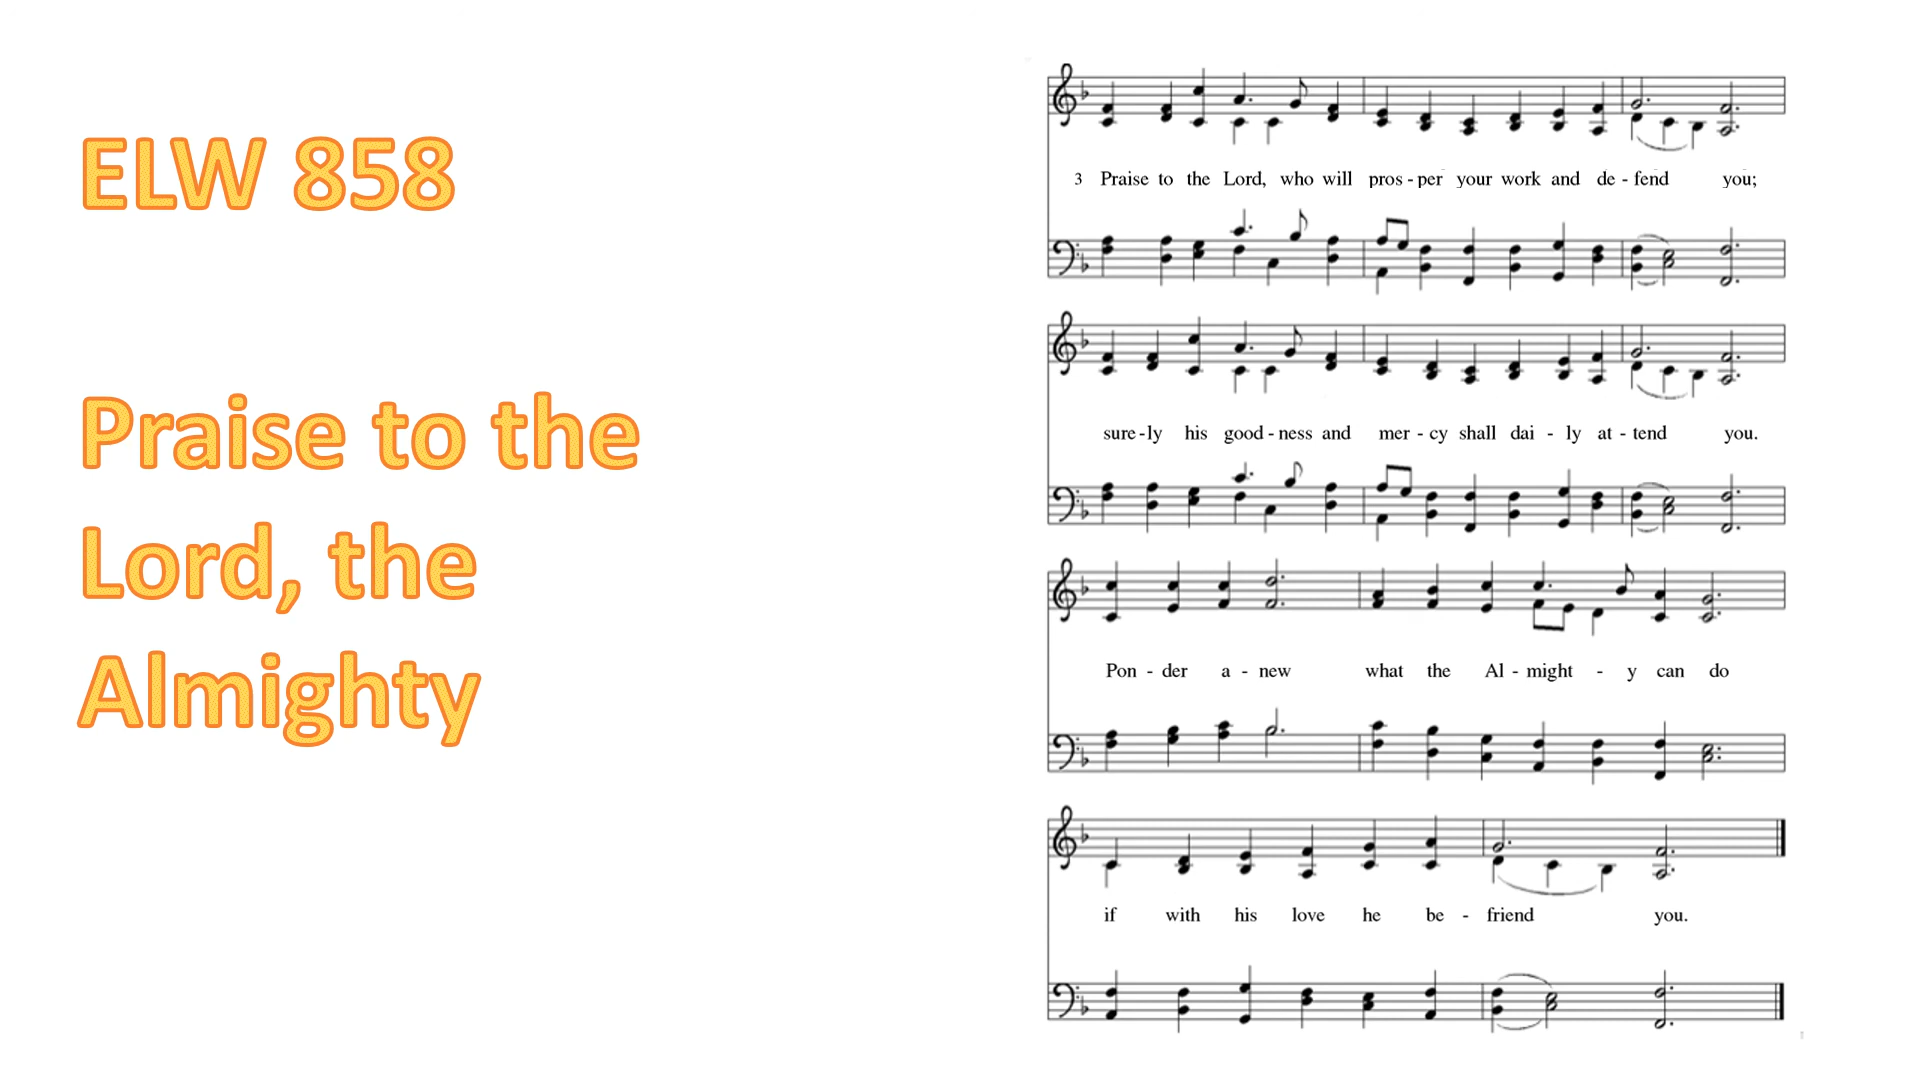 ELW 858
Praise to the
Lord, the
Almighty
3 Praise to the Lord, who will pros - per your work and de - fend you;
sure - ly his good - ness and mer - cy shall dai - ly at - tend you.
Pon - der a - new what the Al - might - y can do
if with his love he be - friend you.